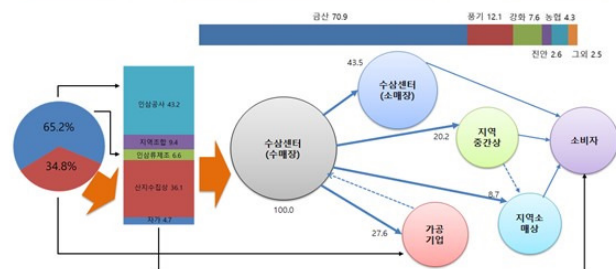 금산 70.9
풍기 12.1
강화 7.6
농협 4.3
진안 2.6
그외 2.5
65.2%
34.8%
인삼공사 43.2
지역조합 9.4
인삼류제조 6.6
산지수집상 36.1
자가 4.7
수삼센터
(수매장)
100.0
43.5
수삼센터
(소매장)
20.2
지역
중간상
8.7
지역소
매상
27.6
가공
기업
소비자